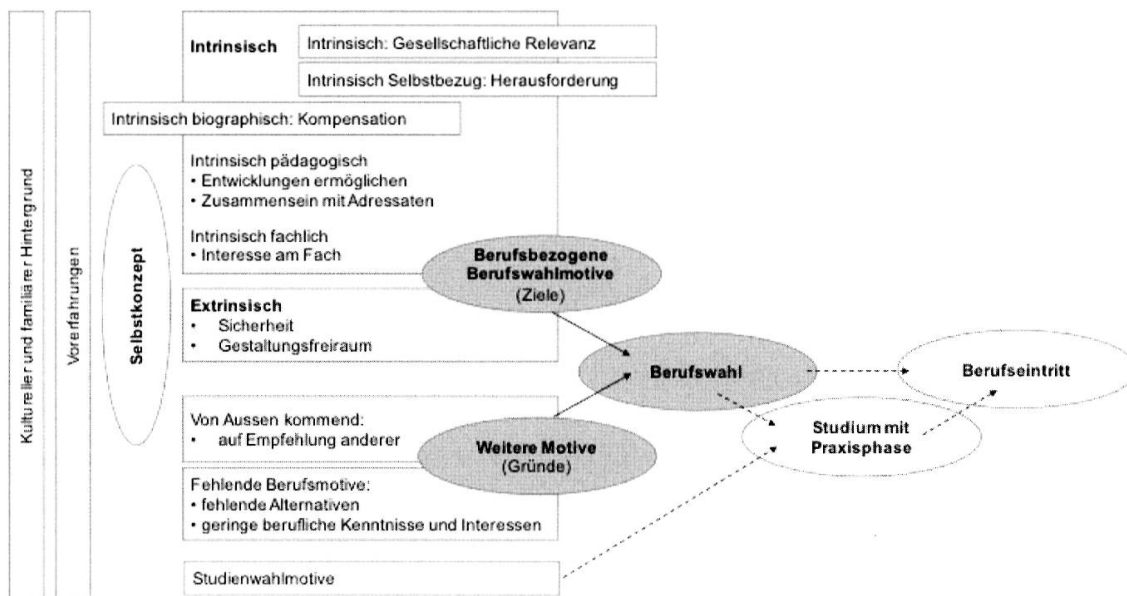 Kultureller und familiärer Hintergrund
Vorerfahrungen
Selbstkonzept
Intrinsisch
Intrinsisch: Gesellschaftliche Relevanz
Intrinsisch Selbstbezug: Herausforderung
Intrinsisch biographisch: Kompensation
Intrinsisch pädagogisch
• Entwicklungen ermöglichen
• Zusammensein mit Adressaten
Intrinsisch fachlich
• Interesse am Fach
Berufsbezogene
Berufswahlmotive
(Ziele)
Extrinsisch
• Sicherheit
• Gestaltungsfreiraum
Berufswahl
Berufseintritt
Von Aussen kommend:
• auf Empfehlung anderer
Weitere Motive
(Gründe)
Studium mit
Praxisphase
Fehlende Berufsmotive:
• fehlende Alternativen
• geringe berufliche Kenntnisse und Interessen
Studienwahlmotive